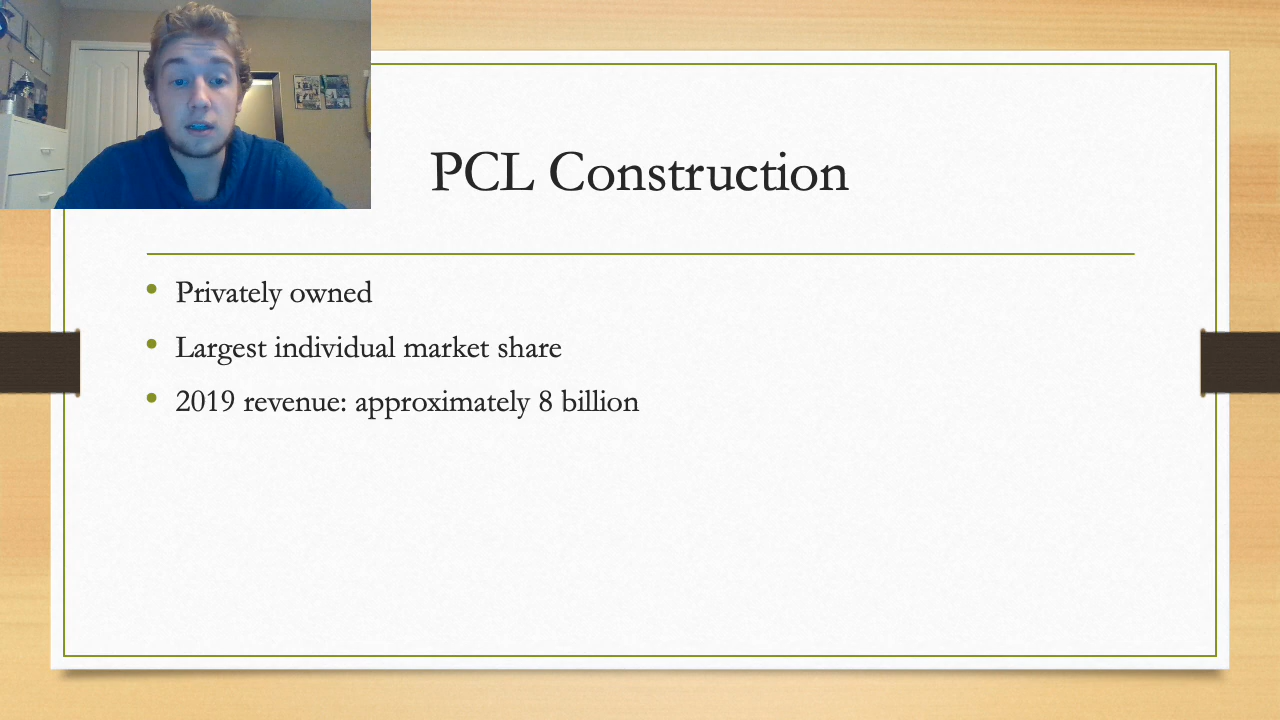 PCL Construction
Privately owned
Largest individual market share
2019 revenue: approximately 8 billion